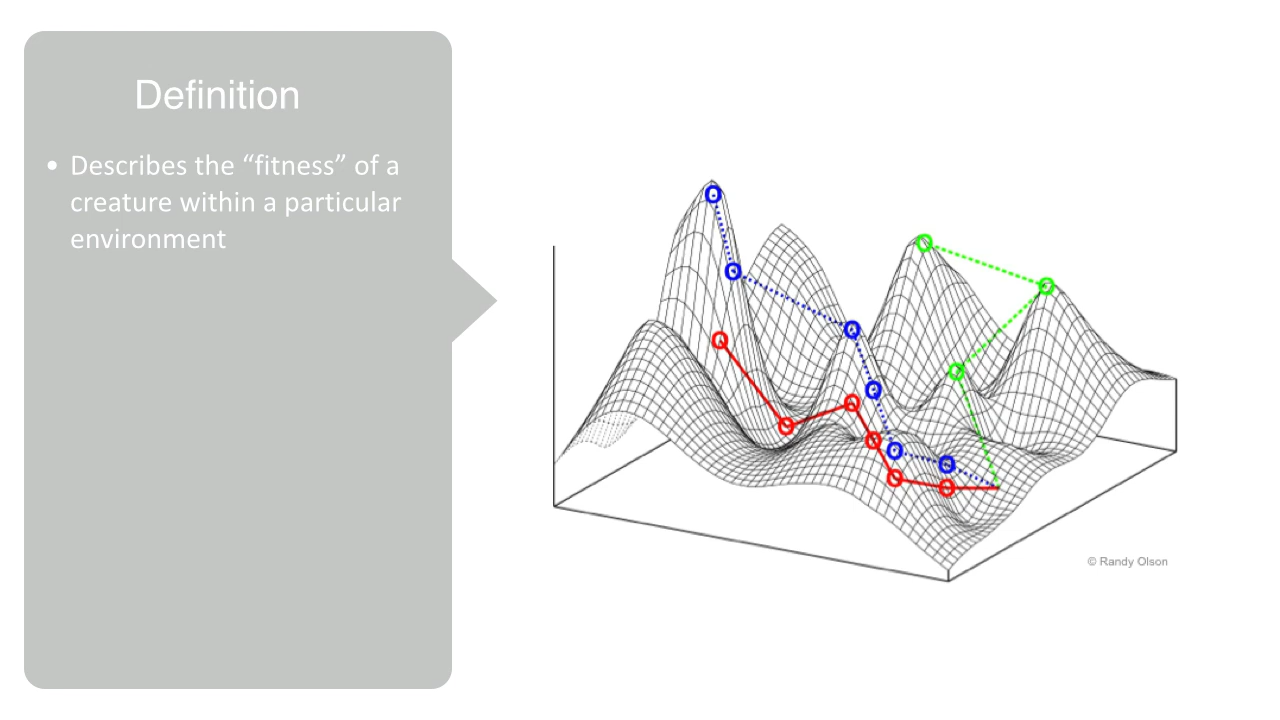 Definition
• Describes the “fitness” of a
creature within a particular
environment
© Randy Olson